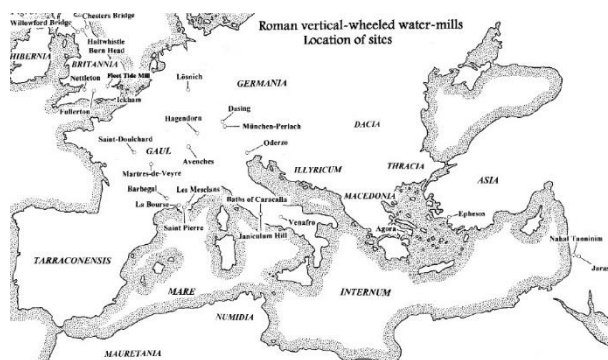 Roman vertical-wheeled water-mills
Location of sites
Chesters Bridge
Willowford Bridge
Haltwhistle
Burn Head
HIBERNIA
BRITANNIA
Nettleton
Fleet Tide Mill
Ickham
Fullerton
Lösnich
GERMANIA
Dasing
München-Perlach
Hagendorn
DACIA
Saint-Doulchard
GAUL
Oderzo
Avenches
Martres-de-Veyre
ILLYRICUM
THRACIA
ASIA
Barbegal
Les Mesclans
La Bourse
Saint Pierre
Baths of Caracalla
Venafro
Janiculum Hill
MACEDONIA
Ephesos
Agora
Nahal Tanninim
Jaras
TARRACONENSIS
MARE
INTERNUM
NUMIDIA
MAURETANIA